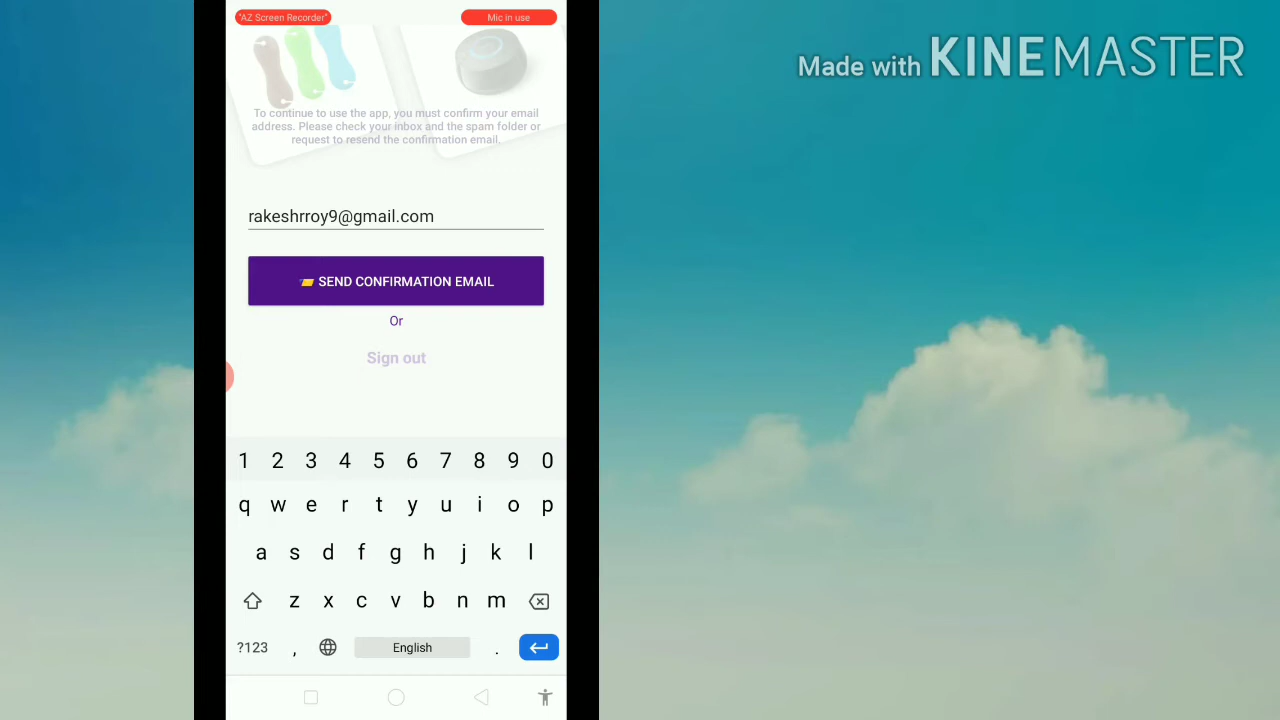 "AZ Screen Recorder"
Mic in use
Made with KINEMASTER
To continue to use the app, you must confirm your email
address. Please check your inbox and the spam folder or
request to resend the confirmation email.
rakeshrroy9@gmail.com
SEND CONFIRMATION EMAIL
Or
Sign out
1 2 3 4 5 6 7 8 9 0
q w e r t y u i o p
a s d f g h j k l
z x c v b n m
?123 , English .